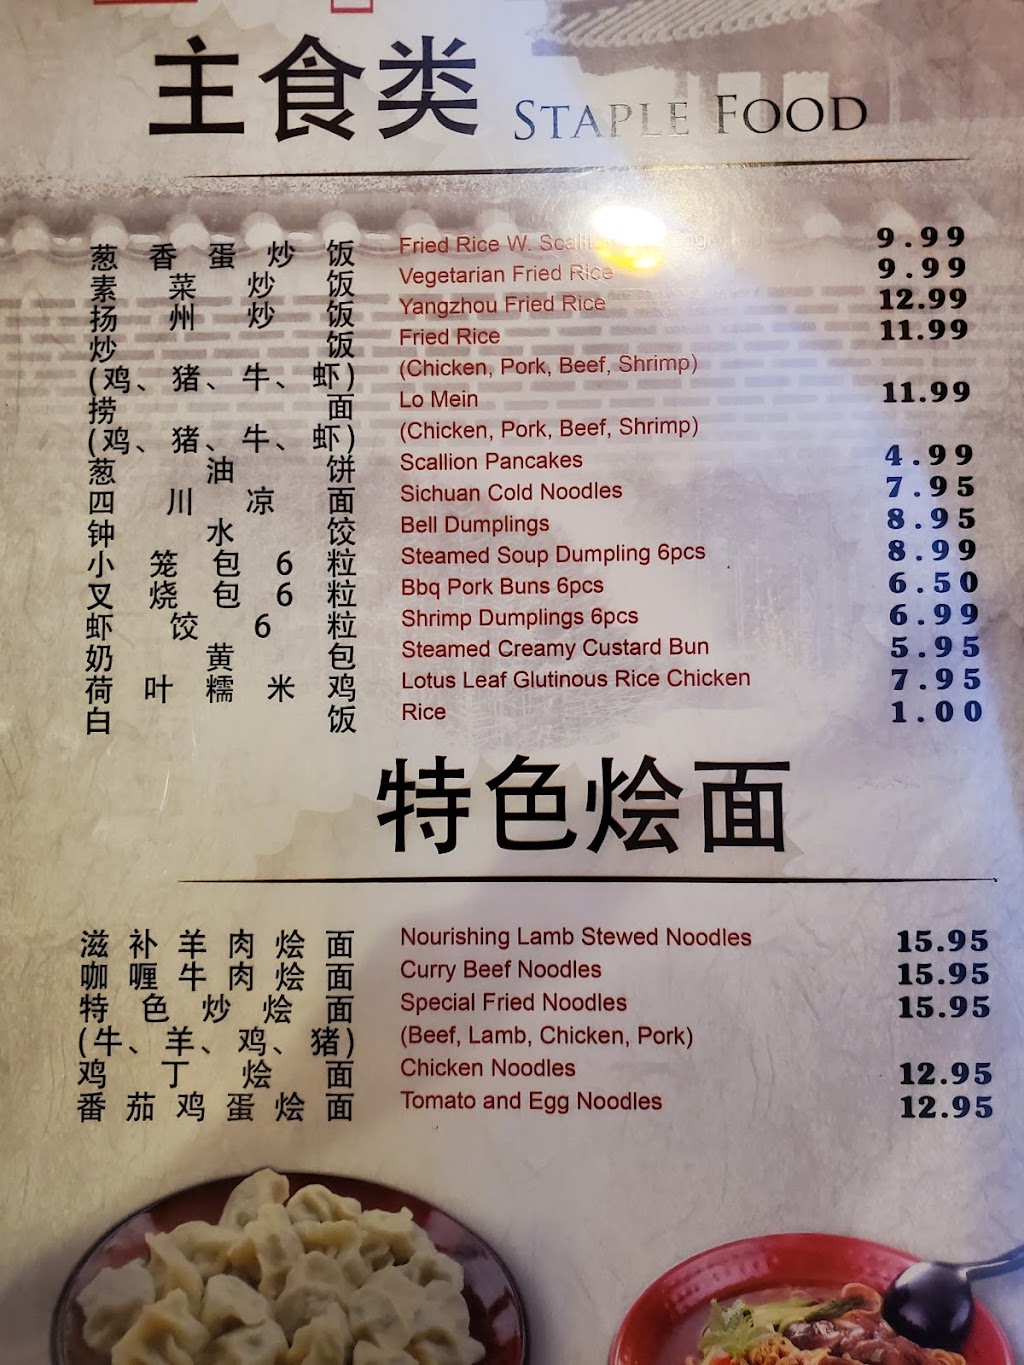 主食类 STAPLE FOOD
葱香蛋炒饭 Fried Rice W. Scallion 9.99
素菜炒饭 Vegetarian Fried Rice 9.99
扬州炒饭 Yangzhou Fried Rice 12.99
炒饭 Fried Rice 11.99
(鸡、猪、牛、虾) (Chicken, Pork, Beef, Shrimp)
捞面 Lo Mein 11.99
(鸡、猪、牛、虾) (Chicken, Pork, Beef, Shrimp)
葱油饼 Scallion Pancakes 4.99
四川凉面 Sichuan Cold Noodles 7.95
钟水饺 Bell Dumplings 8.95
小笼包6粒 Steamed Soup Dumpling 6pcs 8.99
叉烧包6粒 Bbq Pork Buns 6pcs 6.50
虾饺6粒 Shrimp Dumplings 6pcs 6.99
奶黄包 Steamed Creamy Custard Bun 5.95
荷叶糯米鸡 Lotus Leaf Glutinous Rice Chicken 7.95
白饭 Rice 1.00
特色烩面
滋补羊肉烩面 Nourishing Lamb Stewed Noodles 15.95
咖喱牛肉烩面 Curry Beef Noodles 15.95
特色炒烩面 Special Fried Noodles 15.95
(牛、羊、鸡、猪) (Beef, Lamb, Chicken, Pork)
鸡丁烩面 Chicken Noodles 12.95
番茄鸡蛋烩面 Tomato and Egg Noodles 12.95